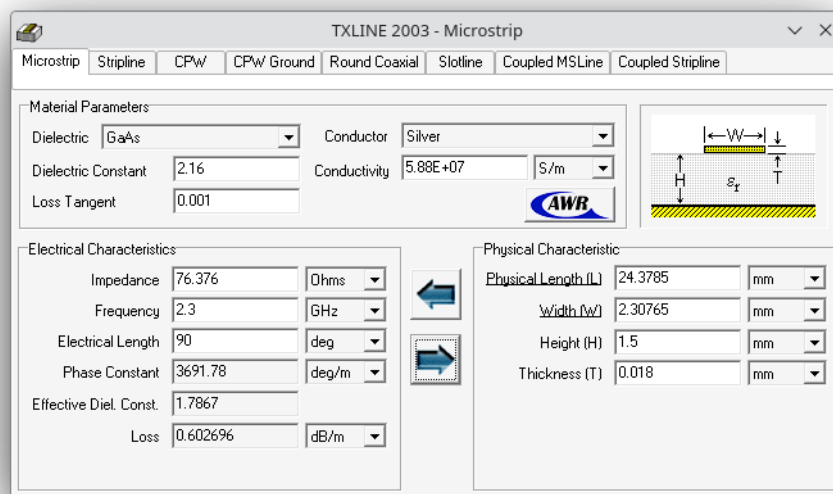 TXLINE 2003 - Microstrip
Microstrip Stripline CPW CPW Ground Round Coaxial Slotline Coupled MSLine Coupled Stripline
Material Parameters
Dielectric GaAs Conductor Silver
Dielectric Constant 2.16 Conductivity 5.88E+07 S/m
Loss Tangent 0.001 AWR
W
H εr T
Electrical Characteristics
Impedance 76.376 Ohms
Frequency 2.3 GHz
Electrical Length 90 deg
Phase Constant 3691.78 deg/m
Effective Diel. Const. 1.7867
Loss 0.602696 dB/m
Physical Characteristic
Physical Length (L) 24.3785 mm
Width (W) 2.30765 mm
Height (H) 1.5 mm
Thickness (T) 0.018 mm